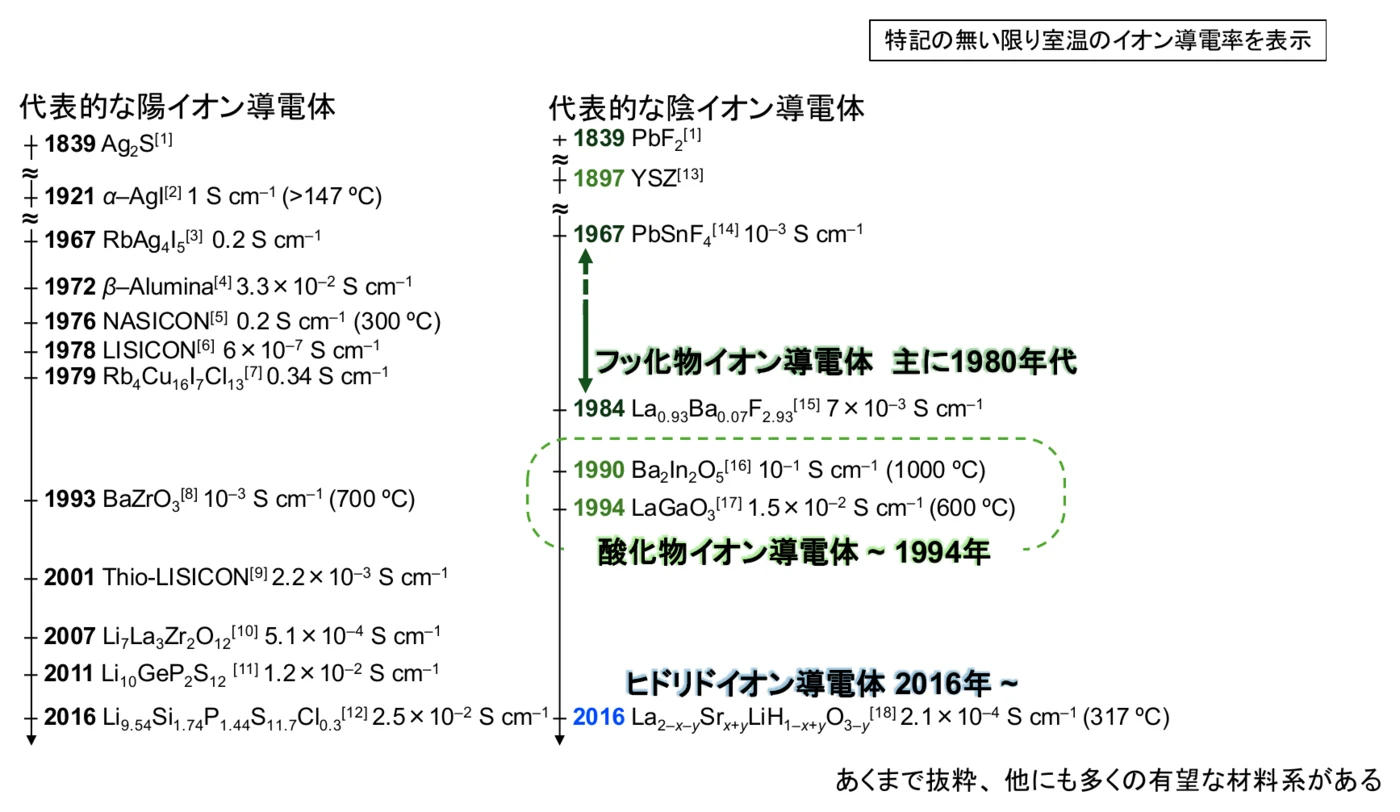 特記の無い限り室温のイオン導電率を表示
代表的な陽イオン導電体
1839 Ag₂S[1]
1921 α–AgI[2] 1 S cm⁻¹ (>147 ºC)
1967 RbAg₄I₅[3] 0.2 S cm⁻¹
1972 β–Alumina[4] 3.3×10⁻² S cm⁻¹
1976 NASICON[5] 0.2 S cm⁻¹ (300 ºC)
1978 LISICON[6] 6×10⁻⁷ S cm⁻¹
1979 Rb₄Cu₁₆I₇Cl₁₃[7] 0.34 S cm⁻¹
1993 BaZrO₃[8] 10⁻³ S cm⁻¹ (700 ºC)
2001 Thio-LISICON[9] 2.2×10⁻³ S cm⁻¹
2007 Li₇La₃Zr₂O₁₂[10] 5.1×10⁻⁴ S cm⁻¹
2011 Li₁₀GeP₂S₁₂ [11] 1.2×10⁻² S cm⁻¹
2016 Li₉.₅₄Si₁.₇₄P₁.₄₄S₁₁.₇Cl₀.₃[12] 2.5×10⁻² S cm⁻¹
代表的な陰イオン導電体
1839 PbF₂[1]
1897 YSZ[13]
1967 PbSnF₄[14] 10⁻³ S cm⁻¹
フッ化物イオン導電体 主に1980年代
1984 La₀.₉₃Ba₀.₀₇F₂.₉₃[15] 7×10⁻³ S cm⁻¹
1990 Ba₂In₂O₅[16] 10⁻¹ S cm⁻¹ (1000 ºC)
1994 LaGaO₃[17] 1.5×10⁻² S cm⁻¹ (600 ºC)
酸化物イオン導電体 ~ 1994年
ヒドリドイオン導電体 2016年 ~
2016 La2–x–ySrx+yLiH1–x+yO3–y[18] 2.1×10⁻⁴ S cm⁻¹ (317 ºC)
あくまで抜粋、他にも多くの有望な材料系がある